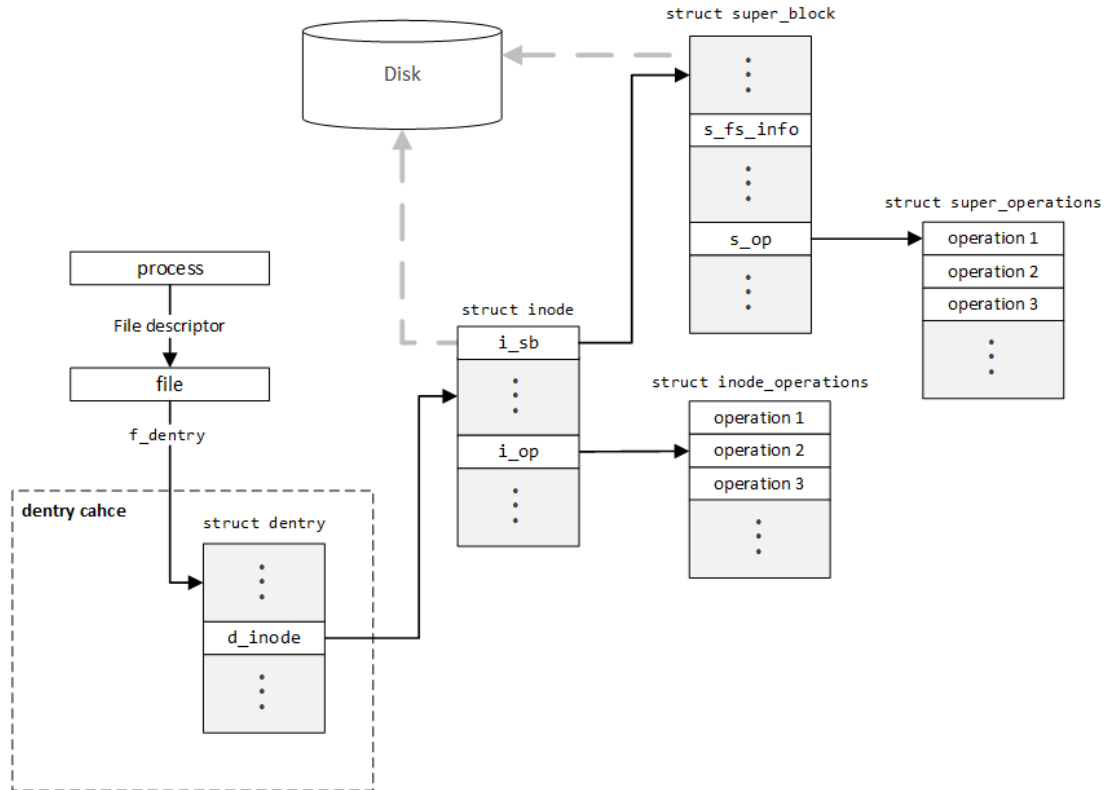 struct super_block
Disk
s_fs_info
struct super_operations
s_op
operation 1
operation 2
operation 3
process
File descriptor
file
f_dentry
struct inode
i_sb
i_op
struct inode_operations
operation 1
operation 2
operation 3
dentry cahce
struct dentry
d_inode